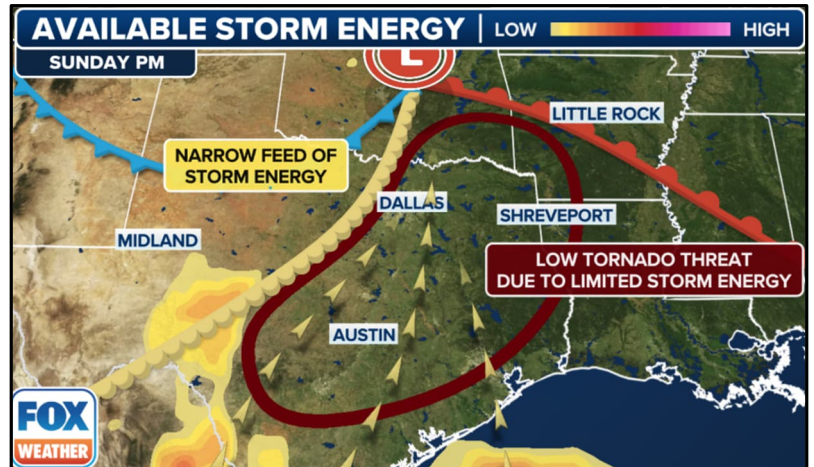 AVAILABLE STORM ENERGY
LOW
HIGH
SUNDAY PM
L
LITTLE ROCK
NARROW FEED OF
STORM ENERGY
DALLAS
SHREVEPORT
MIDLAND
LOW TORNADO THREAT
DUE TO LIMITED STORM ENERGY
AUSTIN
FOX
WEATHER